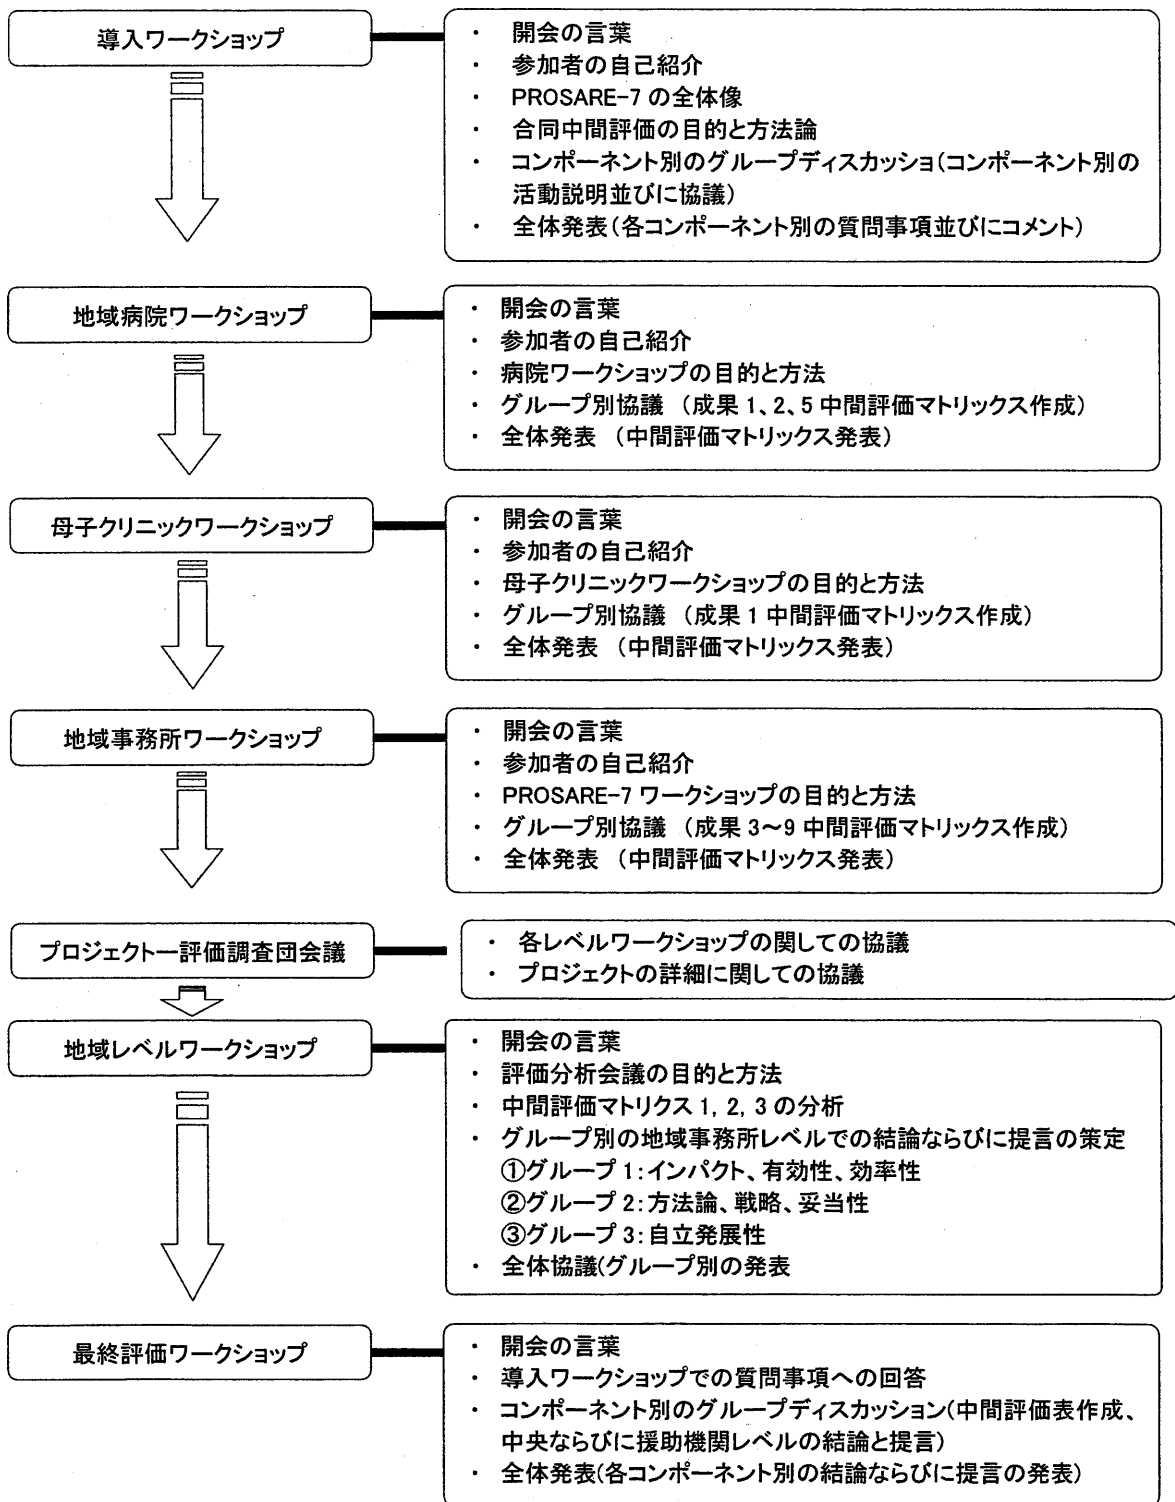 導入ワークショップ
・ 開会の言葉
・ 参加者の自己紹介
・ PROSARE-7 の全体像
・ 合同中間評価の目的と方法論
・ コンポーネント別のグループディスカッショ(コンポーネント別の
活動説明並びに協議)
・ 全体発表(各コンポーネント別の質問事項並びにコメント)
地域病院ワークショップ
・ 開会の言葉
・ 参加者の自己紹介
・ 病院ワークショップの目的と方法
・ グループ別協議 (成果 1、2、5 中間評価マトリックス作成)
・ 全体発表 (中間評価マトリックス発表)
母子クリニックワークショップ
・ 開会の言葉
・ 参加者の自己紹介
・ 母子クリニックワークショップの目的と方法
・ グループ別協議 (成果 1 中間評価マトリックス作成)
・ 全体発表 (中間評価マトリックス発表)
地域事務所ワークショップ
・ 開会の言葉
・ 参加者の自己紹介
・ PROSARE-7 ワークショップの目的と方法
・ グループ別協議 (成果 3~9 中間評価マトリックス作成)
・ 全体発表 (中間評価マトリックス発表)
プロジェクトー評価調査団会議
・ 各レベルワークショップの関しての協議
・ プロジェクトの詳細に関しての協議
地域レベルワークショップ
・ 開会の言葉
・ 評価分析会議の目的と方法
・ 中間評価マトリクス 1, 2, 3 の分析
・ グループ別の地域事務所レベルでの結論ならびに提言の策定
①グループ 1:インパクト、有効性、効率性
②グループ 2:方法論、戦略、妥当性
③グループ 3:自立発展性
・ 全体協議(グループ別の発表
最終評価ワークショップ
・ 開会の言葉
・ 導入ワークショップでの質問事項への回答
・ コンポーネント別のグループディスカッション(中間評価表作成、
中央ならびに援助機関レベルの結論と提言)
・ 全体発表(各コンポーネント別の結論ならびに提言の発表)